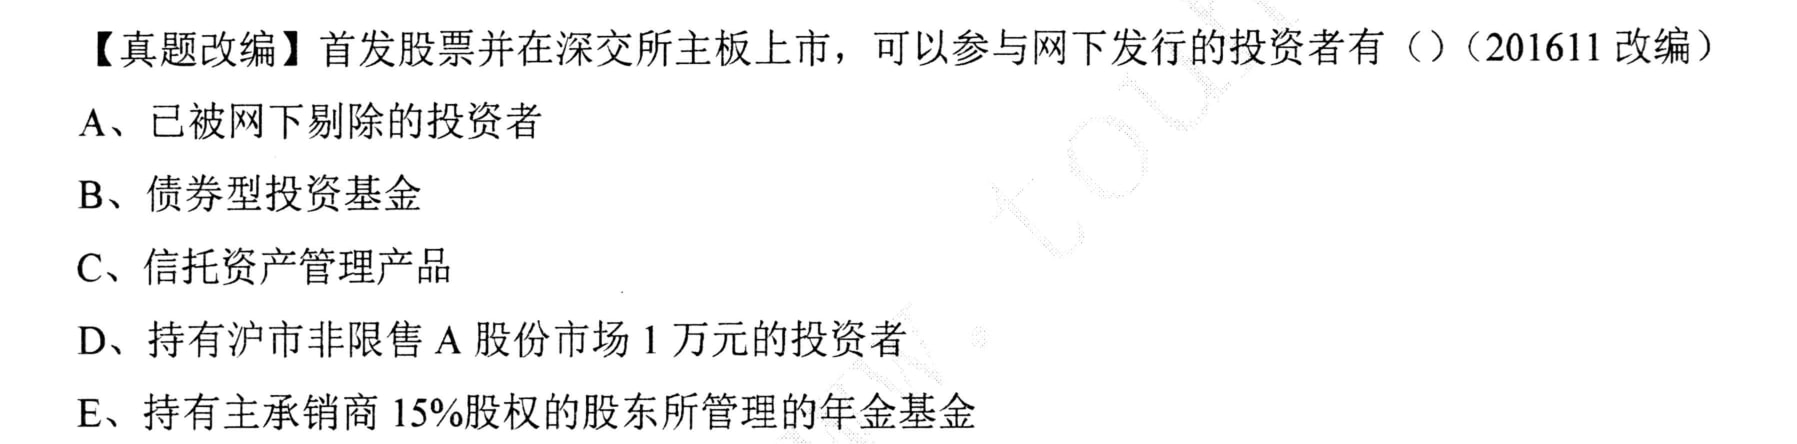 【真题改编】首发股票并在深交所主板上市，可以参与网下发行的投资者有（）（201611 改编）
A、已被网下剔除的投资者
B、债券型投资基金
C、信托资产管理产品
D、持有沪市非限售 A 股份市场 1 万元的投资者
E、持有主承销商 15%股权的股东所管理的年金基金